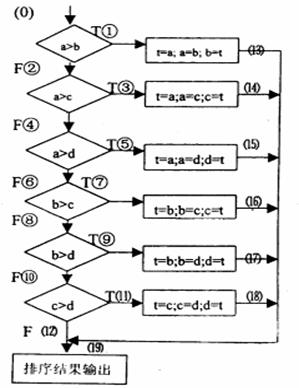 (0)
T①
a>b
t=a; a=b; b=t
(13)
F②
T③
a>c
t=a;a=c;c=t
(14)
F④
T⑤
a>d
t=a;a=d;d=t
(15)
F⑥
T⑦
b>c
t=b;b=c;c=t
(16)
F⑧
T⑨
b>d
t=b;b=d;d=t
(17)
F⑩
T(11)
c>d
t=c;c=d;d=t
(18)
F (12)
(19)
排序结果输出